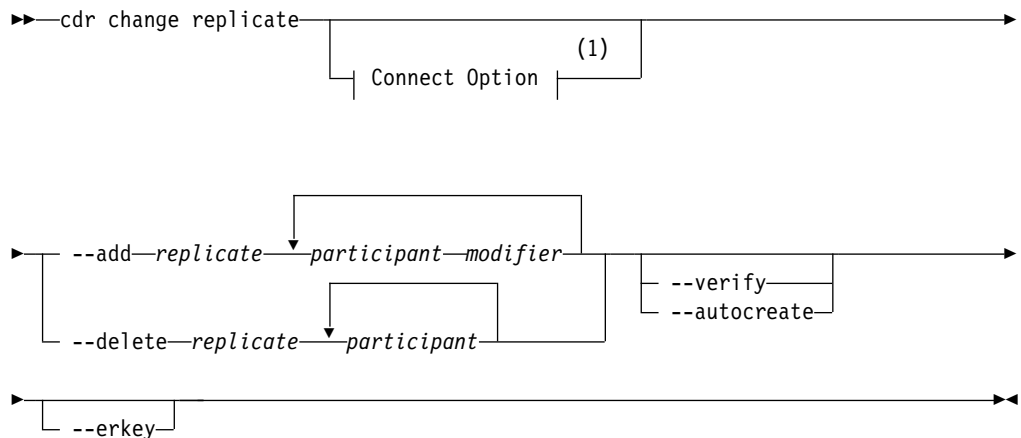 cdr change replicate
(1)
Connect Option
--add replicate participant modifier
--verify
--autocreate
--delete replicate participant
--erkey